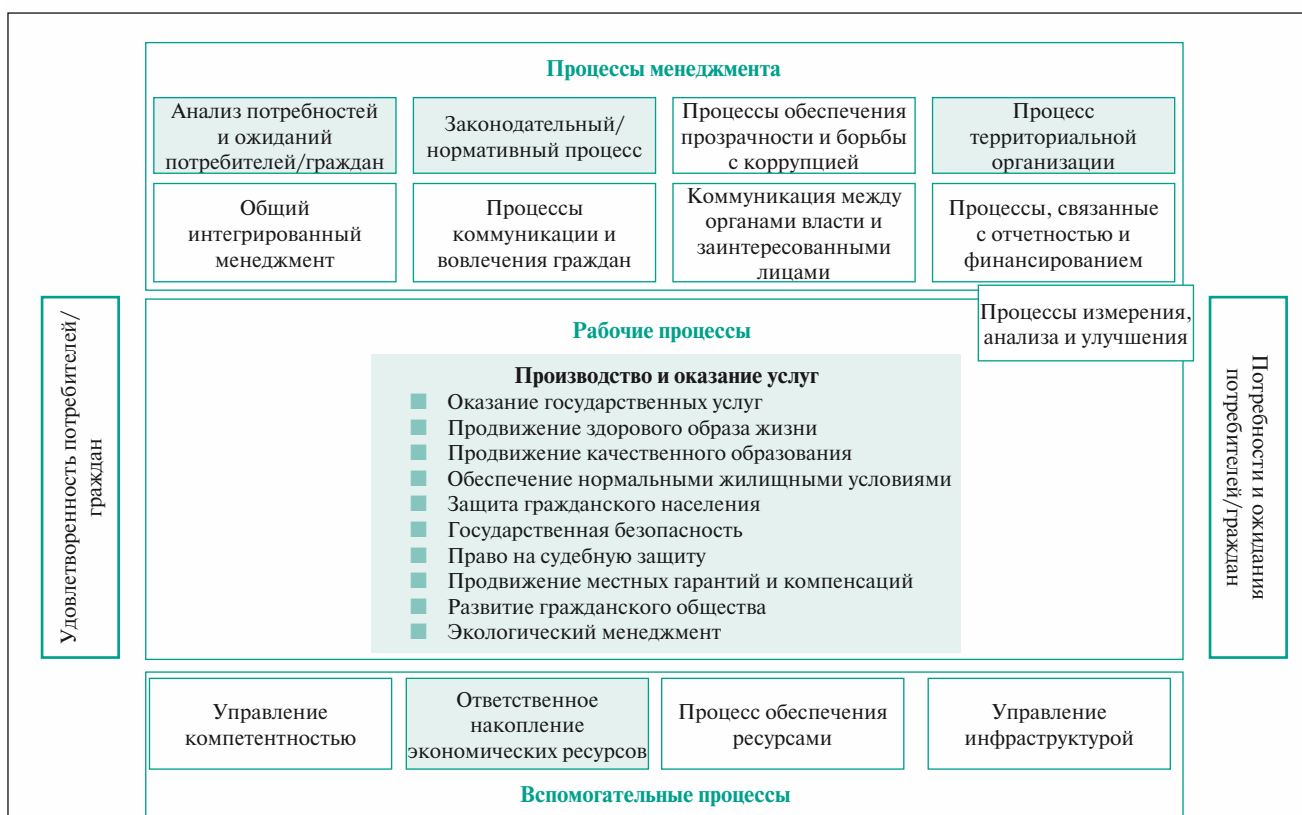 Процессы менеджмента
Анализ потребностей
и ожиданий
потребителей/граждан
Законодательный/
нормативный процесс
Процессы обеспечения
прозрачности и борьбы
с коррупцией
Процесс
территориальной
организации
Общий
интегрированный
менеджмент
Процессы
коммуникации и
вовлечения граждан
Коммуникация между
органами власти и
заинтересованными
лицами
Процессы, связанные
с отчетностью и
финансированием
Удовлетворенность потребителей/
граждан
Рабочие процессы
Процессы измерения,
анализа и улучшения
Производство и оказание услуг
Оказание государственных услуг
Продвижение здорового образа жизни
Продвижение качественного образования
Обеспечение нормальными жилищными условиями
Защита гражданского населения
Государственная безопасность
Право на судебную защиту
Продвижение местных гарантий и компенсаций
Развитие гражданского общества
Экологический менеджмент
Потребности и ожидания
потребителей/граждан
Управление
компетентностью
Ответственное
накопление
экономических ресурсов
Процесс обеспечения
ресурсами
Управление
инфраструктурой
Вспомогательные процессы